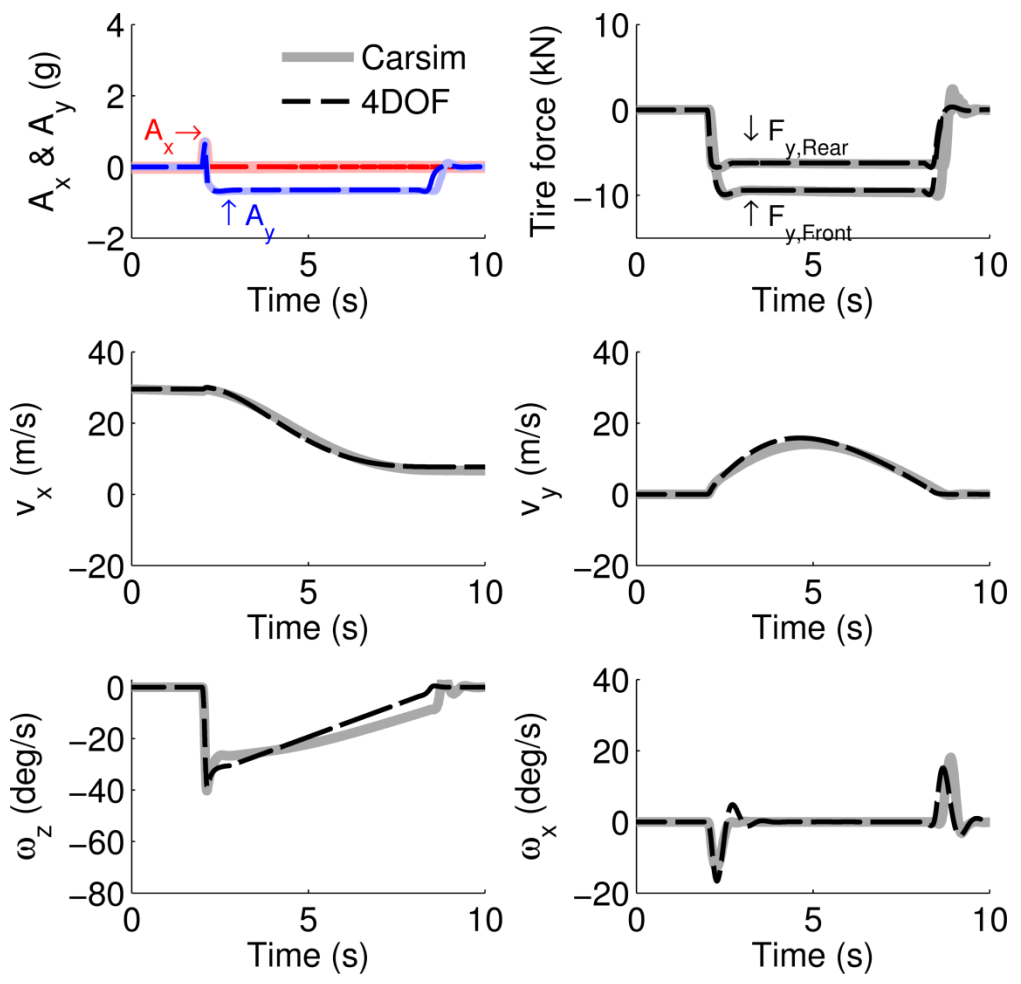 4
2
0
−2
A_x & A_y (g)
Carsim
4DOF
A_x →
↑ A_y
0
5
10
Time (s)
10
0
−10
Tire force (kN)
↓ F_y,Rear
↑ F_y,Front
0
5
10
Time (s)
40
20
0
−20
v_x (m/s)
0
5
10
Time (s)
40
20
0
−20
v_y (m/s)
0
5
10
Time (s)
0
−20
−40
−60
−80
ω_z (deg/s)
0
5
10
Time (s)
40
20
0
−20
ω_x (deg/s)
0
5
10
Time (s)